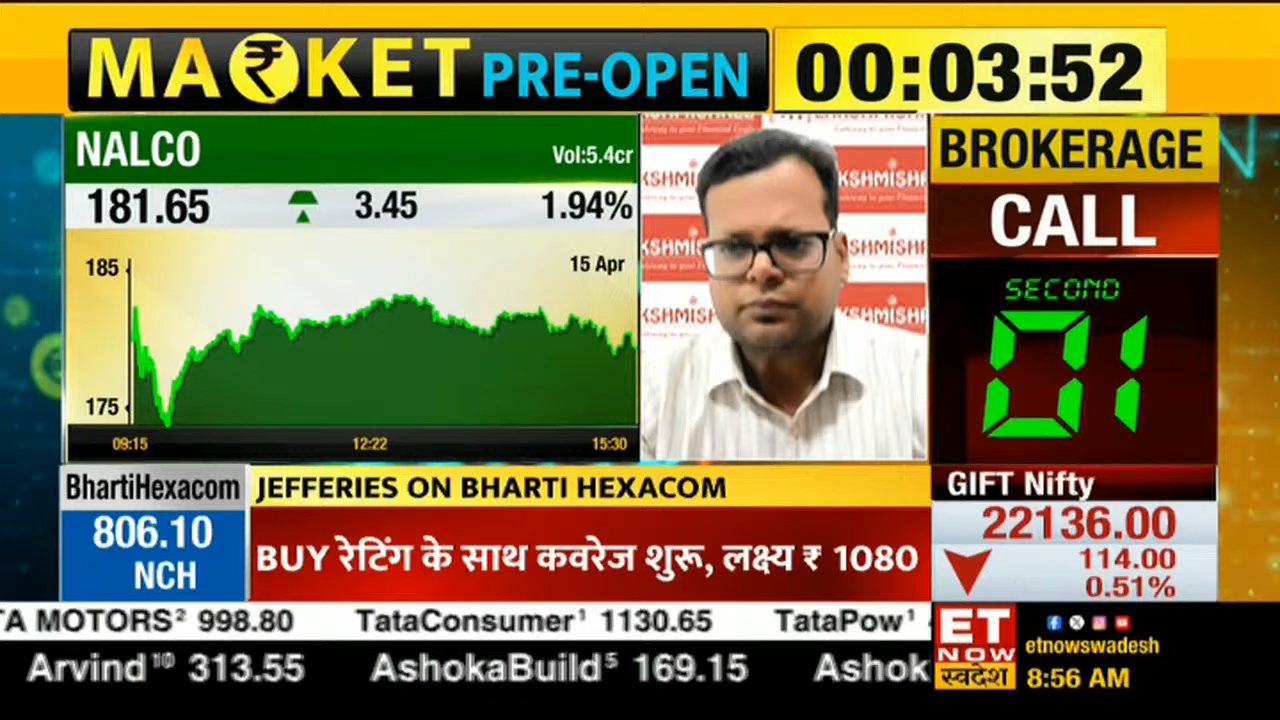 MA₹KET PRE-OPEN
00:03:52
NALCO
Vol:5.4cr
181.65
3.45
1.94%
185
15 Apr
175
09:15
12:22
15:30
BROKERAGE
CALL
SECOND
01
BhartiHexacom
806.10
NCH
JEFFERIES ON BHARTI HEXACOM
BUY रेटिंग के साथ कवरेज शुरू, लक्ष्य ₹ 1080
GIFT Nifty
22136.00
114.00
0.51%
TA MOTORS² 998.80 TataConsumer¹ 1130.65 TataPow¹
Arvind¹⁰ 313.55 AshokaBuild⁵ 169.15 Ashok
ET
NOW
स्वदेश
etnowswadesh
8:56 AM